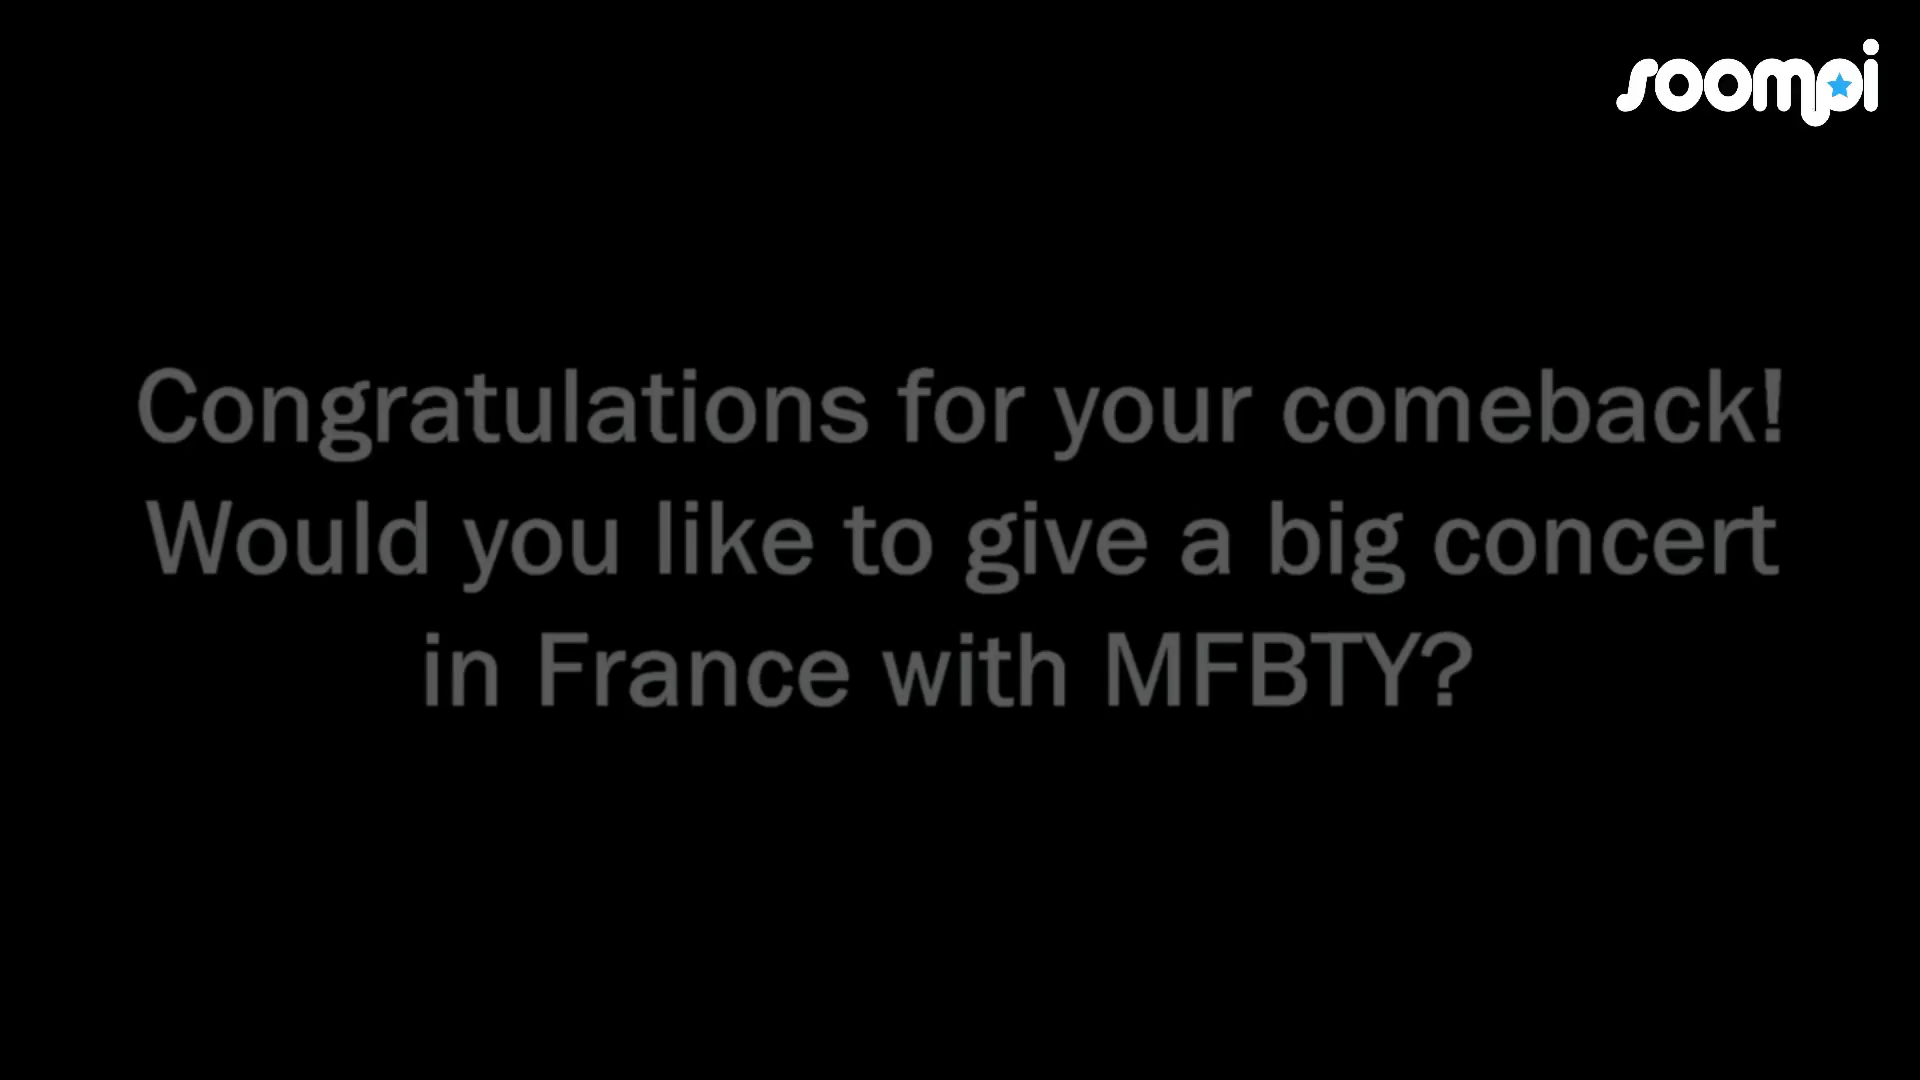 soompi
Congratulations for your comeback!
Would you like to give a big concert
in France with MFBTY?